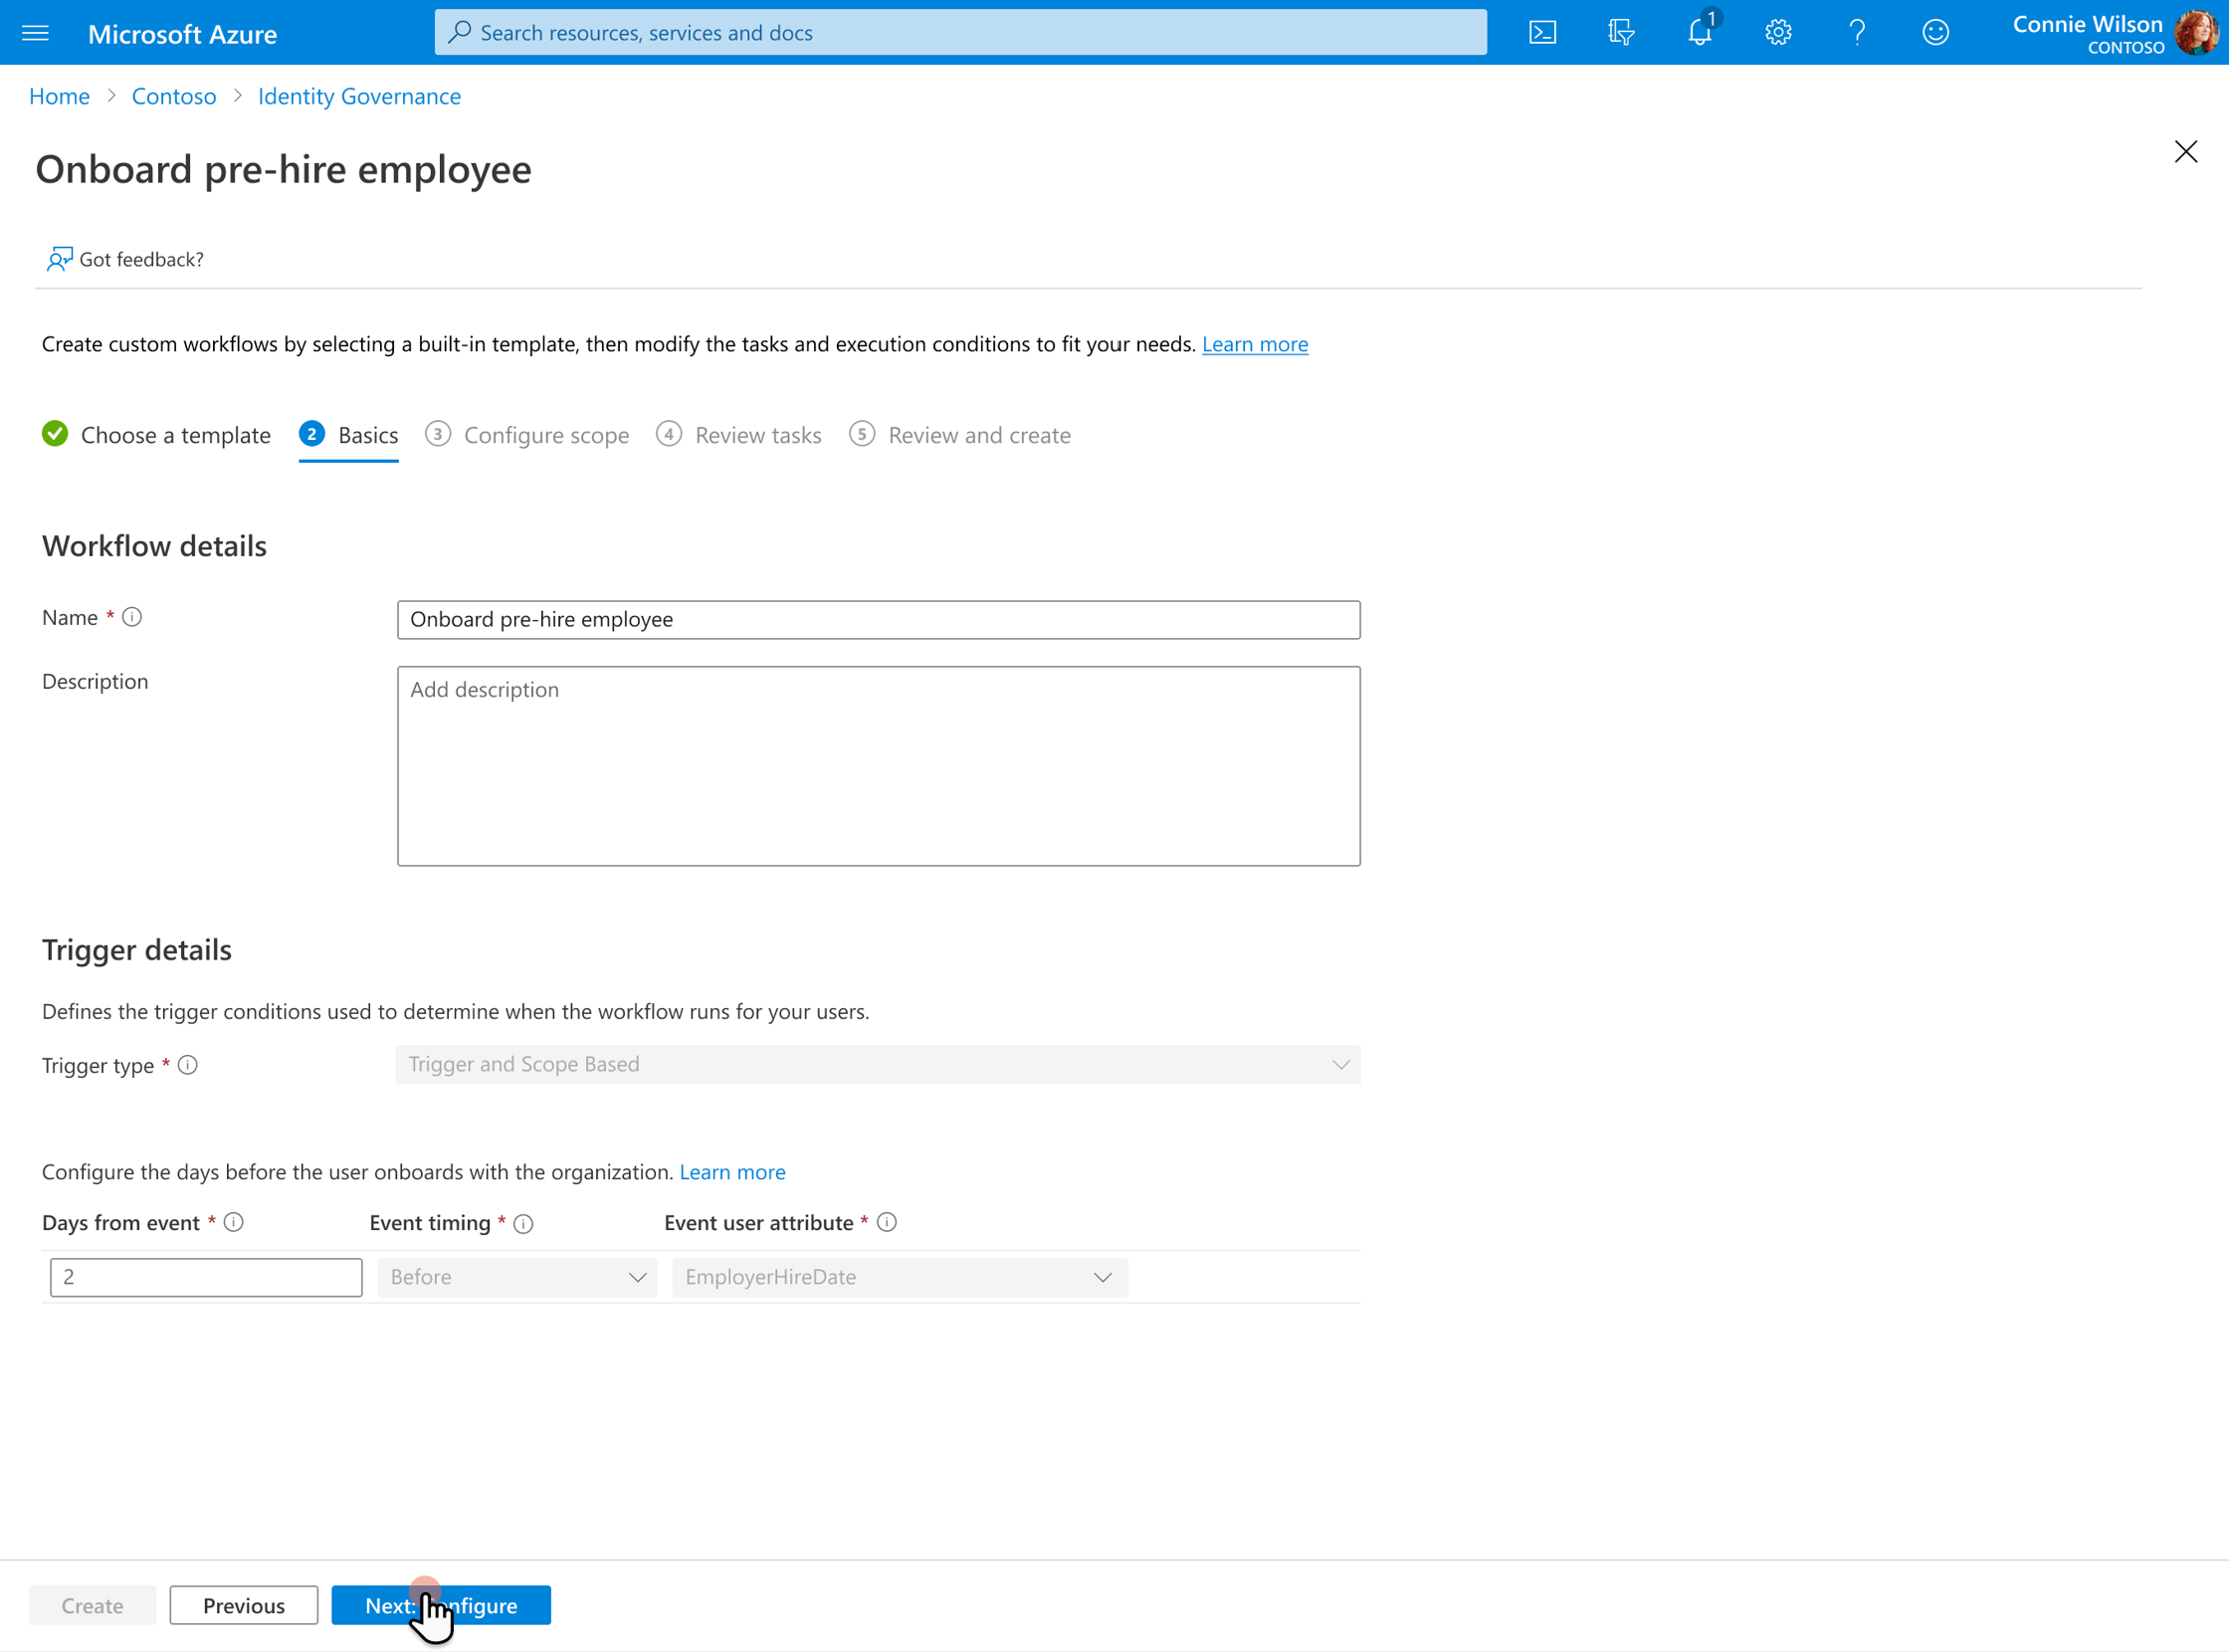 Microsoft Azure
Search resources, services and docs
1
Connie Wilson
CONTOSO
Home > Contoso > Identity Governance
Onboard pre-hire employee
Got feedback?
Create custom workflows by selecting a built-in template, then modify the tasks and execution conditions to fit your needs. Learn more
Choose a template 2 Basics 3 Configure scope 4 Review tasks 5 Review and create
Workflow details
Name *
Onboard pre-hire employee
Description
Add description
Trigger details
Defines the trigger conditions used to determine when the workflow runs for your users.
Trigger type *
Trigger and Scope Based
Configure the days before the user onboards with the organization. Learn more
Days from event * Event timing * Event user attribute *
2 Before EmployerHireDate
Create Previous Next: Configure